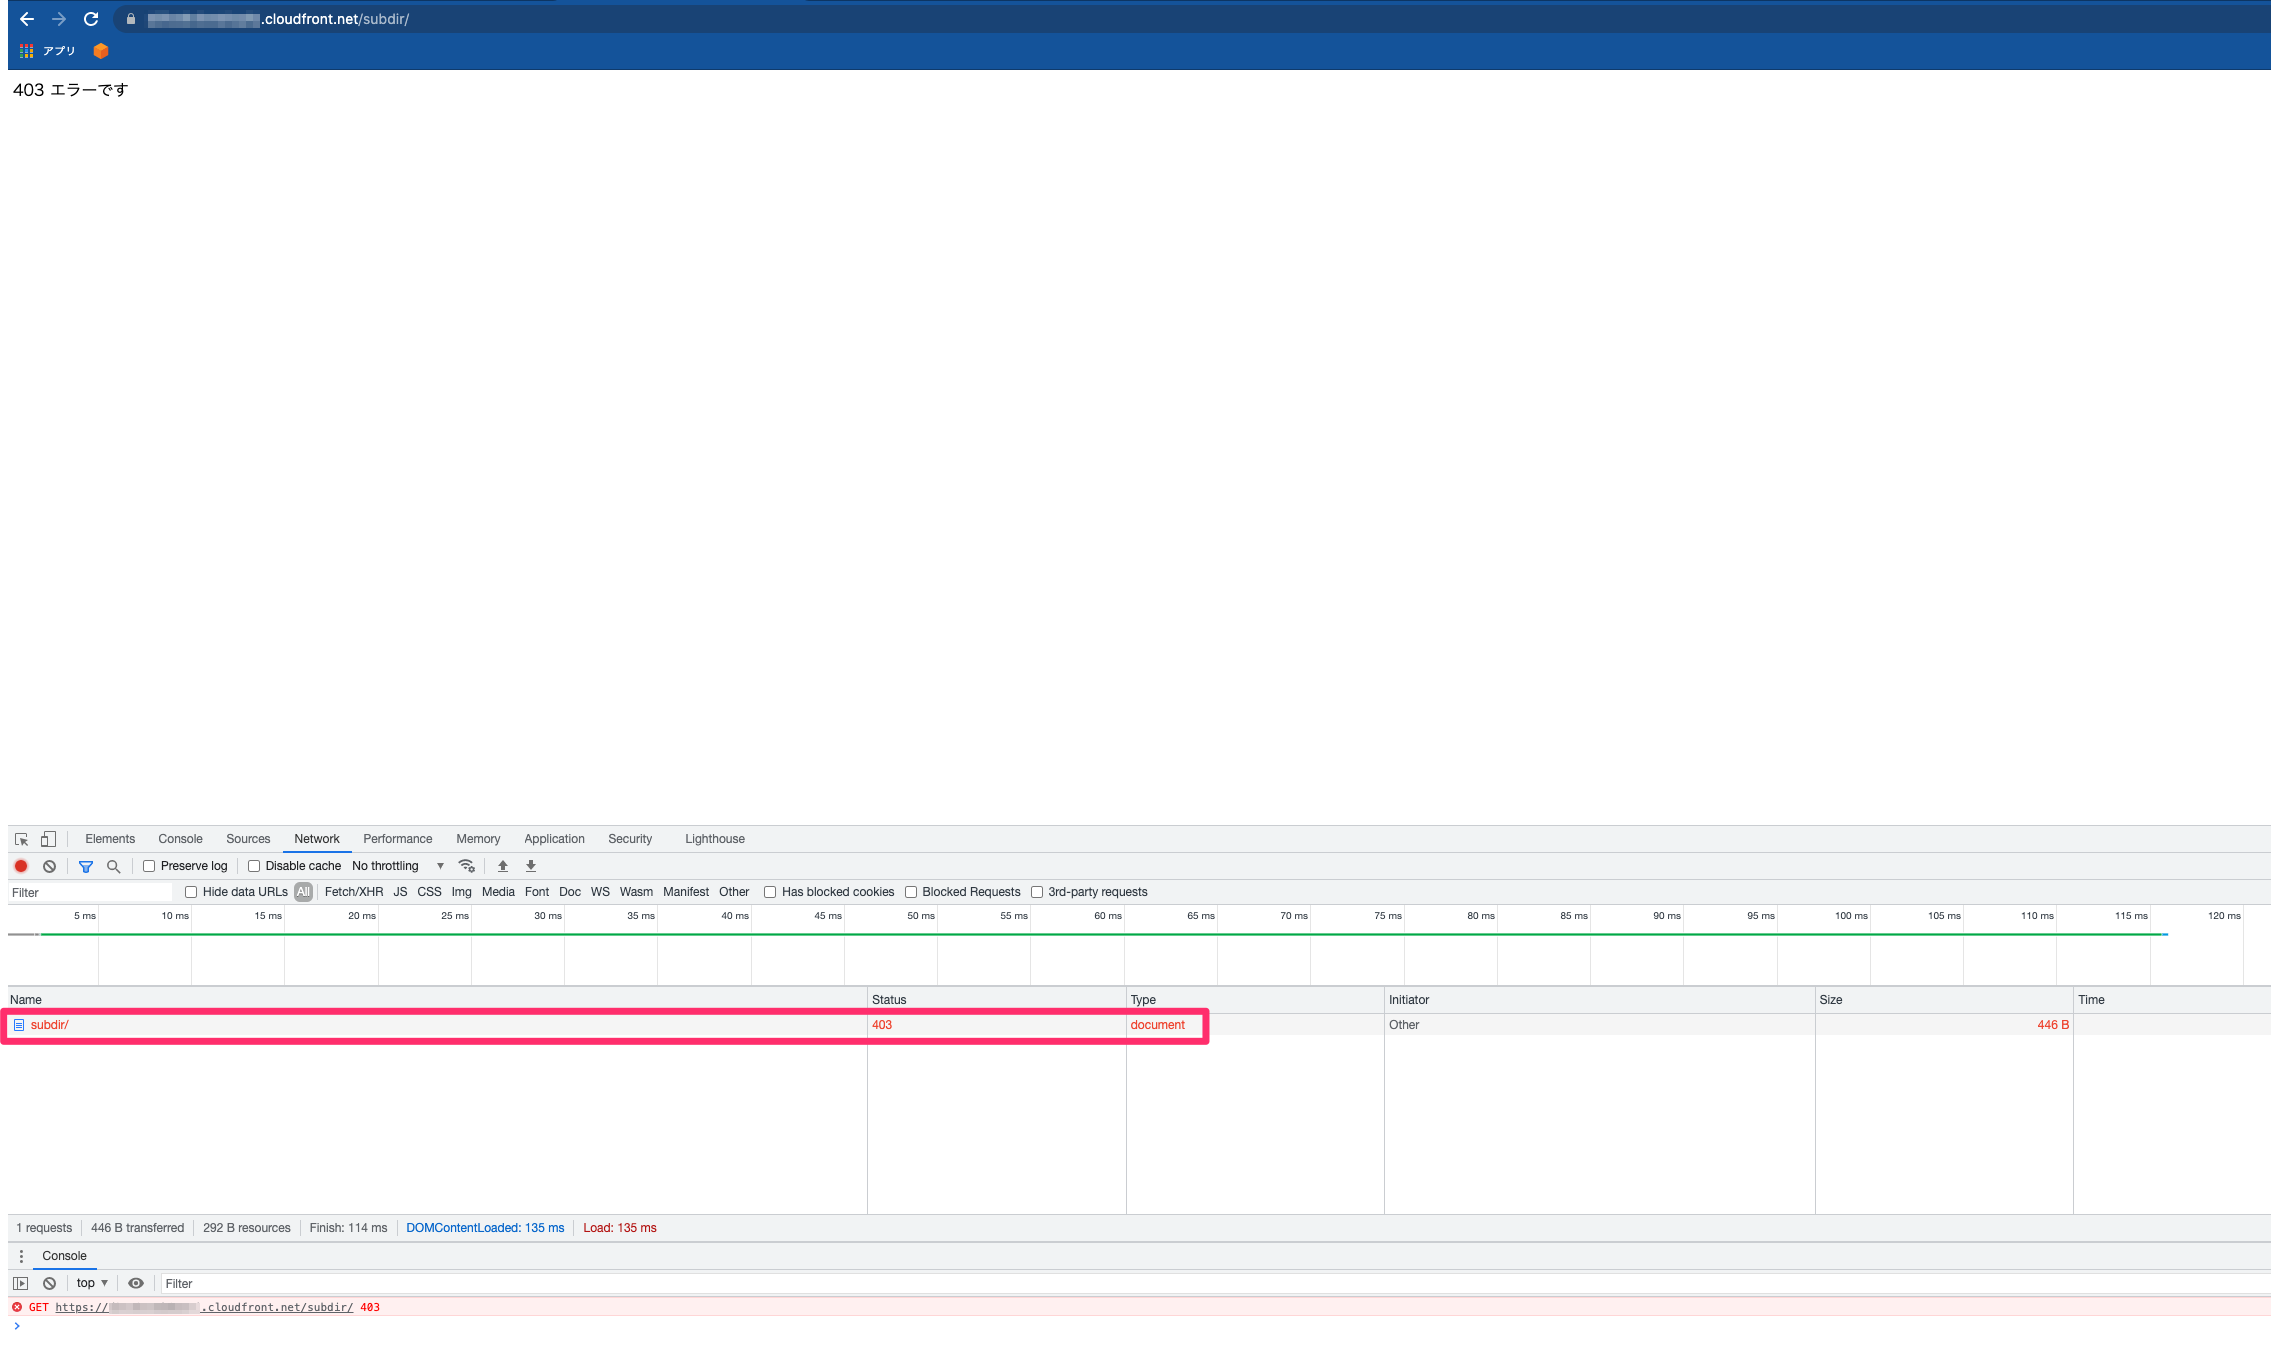 .cloudfront.net/subdir/
アプリ
403 エラーです
Elements Console Sources Network Performance Memory Application Security Lighthouse
Preserve log Disable cache No throttling
Filter Hide data URLs All Fetch/XHR JS CSS Img Media Font Doc WS Wasm Manifest Other Has blocked cookies Blocked Requests 3rd-party requests
5 ms 10 ms 15 ms 20 ms 25 ms 30 ms 35 ms 40 ms 45 ms 50 ms 55 ms 60 ms 65 ms 70 ms 75 ms 80 ms 85 ms 90 ms 95 ms 100 ms 105 ms 110 ms 115 ms 120 ms
Name Status Type Initiator Size Time
subdir/ 403 document Other 446 B
1 requests 446 B transferred 292 B resources Finish: 114 ms DOMContentLoaded: 135 ms Load: 135 ms
Console
top Filter
GET https:// .cloudfront.net/subdir/ 403